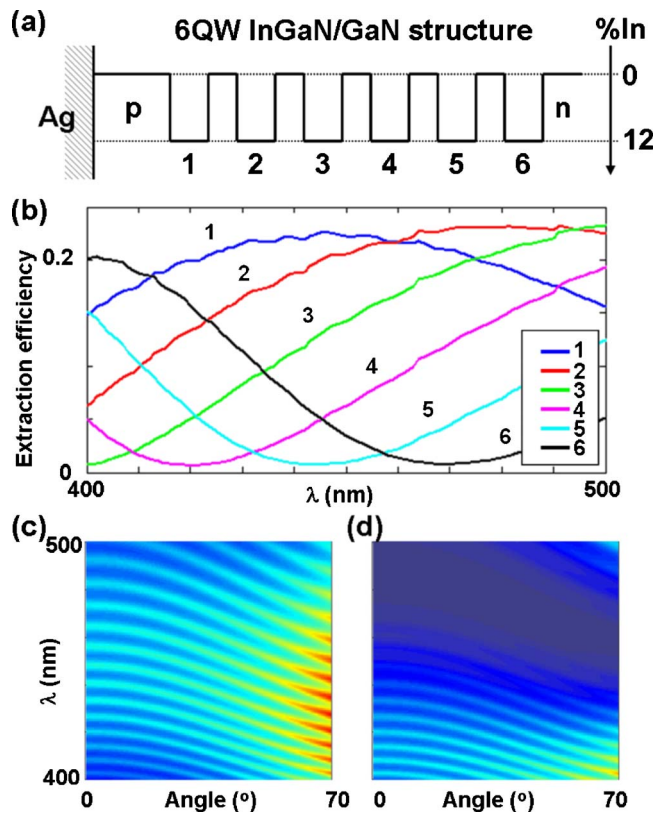 (a) 6QW InGaN/GaN structure %In
Ag p n 0
12
1 2 3 4 5 6
(b)
Extraction efficiency
0.2
0
1
2
3
4
5
6
1
2
3
4
5
6
400 λ (nm) 500
(c) (d)
500
λ (nm)
400
0 Angle (º) 70 0 Angle (º) 70